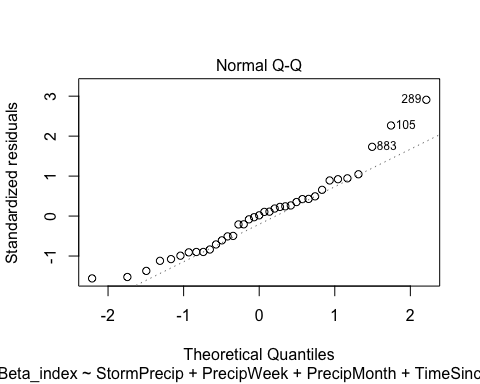 Normal Q-Q
Standardized residuals
3
2
1
0
-1
289
105
883
-2 -1 0 1 2
Theoretical Quantiles
Beta_index ~ StormPrecip + PrecipWeek + PrecipMonth + TimeSinc